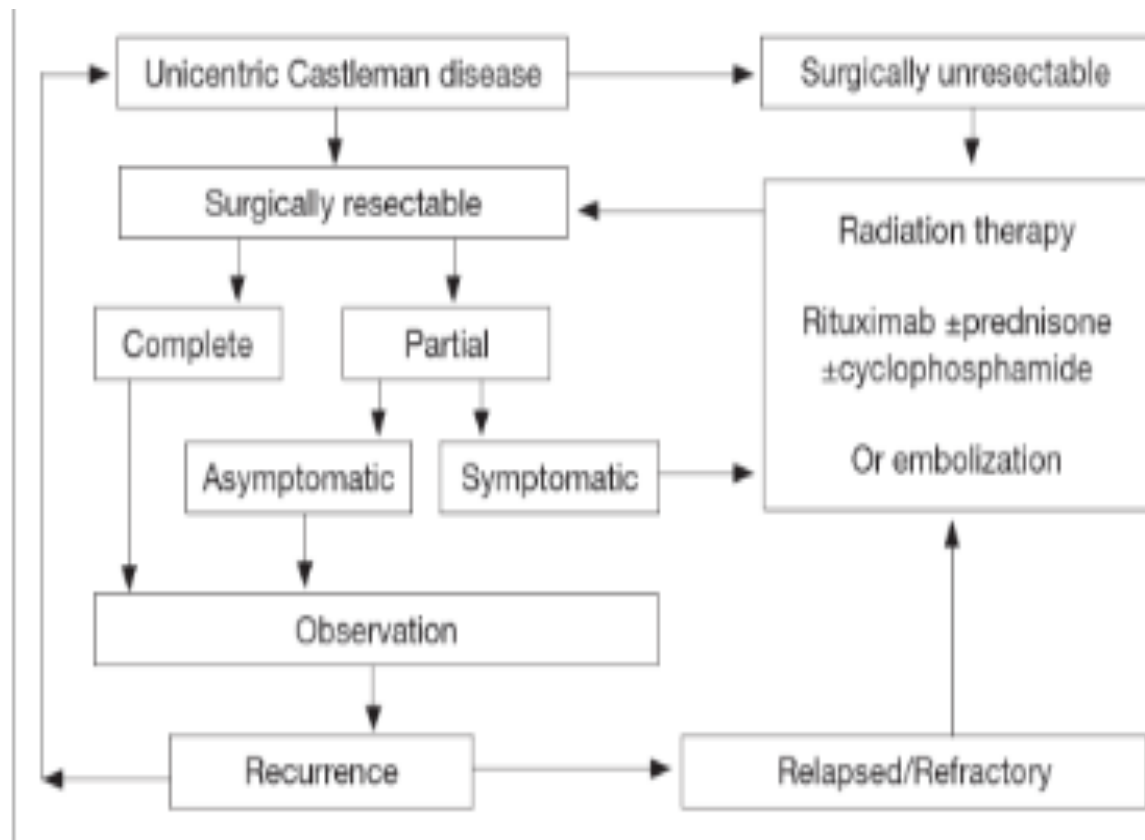 Unicentric Castleman disease
Surgically unresectable
Surgically resectable
Radiation therapy
Rituximab ±prednisone
±cyclophosphamide
Or embolization
Complete
Partial
Asymptomatic
Symptomatic
Observation
Recurrence
Relapsed/Refractory